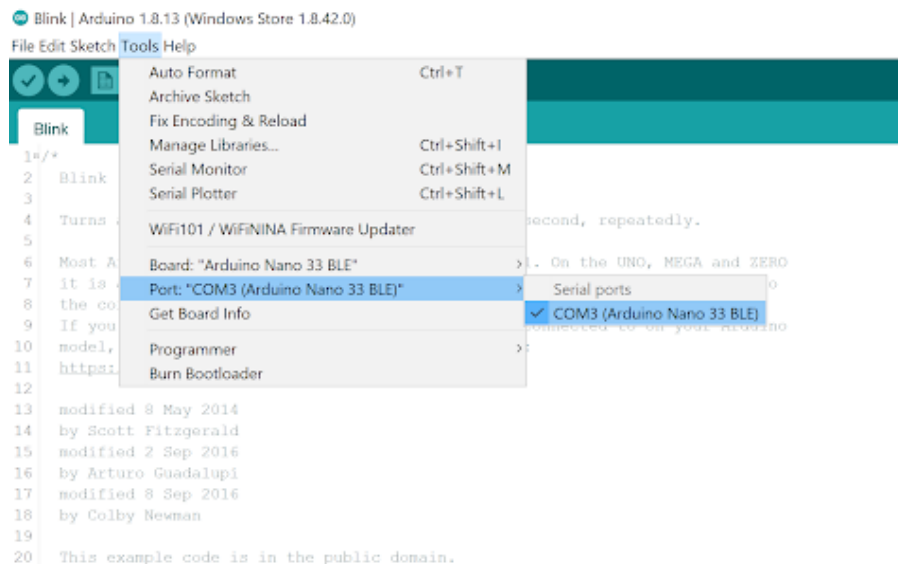 Blink | Arduino 1.8.13 (Windows Store 1.8.42.0)
File Edit Sketch Tools Help
Auto Format Ctrl+T
Archive Sketch
Fix Encoding & Reload
Manage Libraries... Ctrl+Shift+I
Serial Monitor Ctrl+Shift+M
Serial Plotter Ctrl+Shift+L
WiFi101 / WiFiNINA Firmware Updater
Board: "Arduino Nano 33 BLE"
Port: "COM3 (Arduino Nano 33 BLE)"
Get Board Info
Programmer
Burn Bootloader
Serial ports
COM3 (Arduino Nano 33 BLE)
Blink
1 /*
2 Blink
3
4 Turns second, repeatedly.
5
6 Most A. On the UNO, MEGA and ZERO
7 it is
8 the co
9 If you connected to on your Arduino
10 model,
11 https:
12
13 modified 8 May 2014
14 by Scott Fitzgerald
15 modified 2 Sep 2016
16 by Arturo Guadalupi
17 modified 8 Sep 2016
18 by Colby Newman
19
20 This example code is in the public domain.